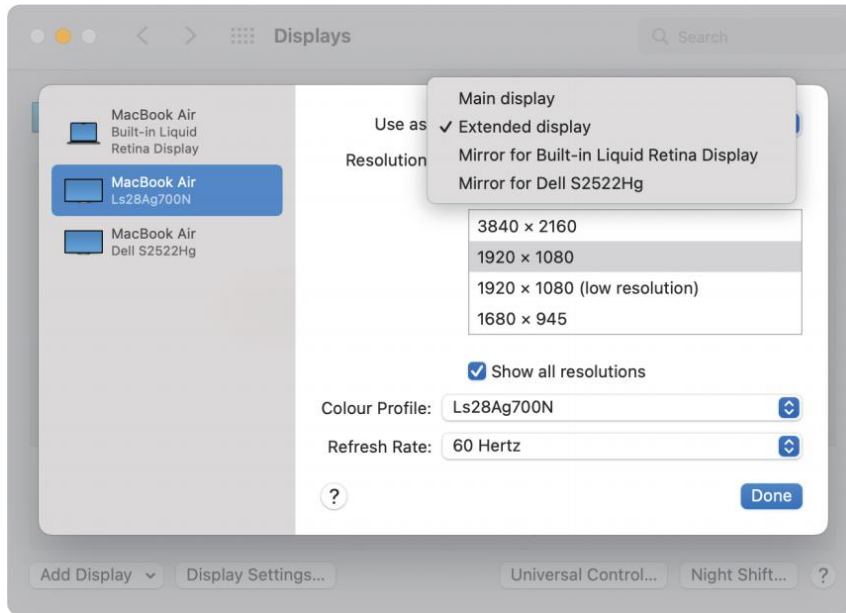 Displays
Search
MacBook Air
Built-in Liquid
Retina Display
MacBook Air
Ls28Ag700N
MacBook Air
Dell S2522Hg
Use as
Main display
✓ Extended display
Mirror for Built-in Liquid Retina Display
Mirror for Dell S2522Hg
Resolution
3840 × 2160
1920 × 1080
1920 × 1080 (low resolution)
1680 × 945
Show all resolutions
Colour Profile: Ls28Ag700N
Refresh Rate: 60 Hertz
?
Done
Add Display
Display Settings...
Universal Control...
Night Shift...
?